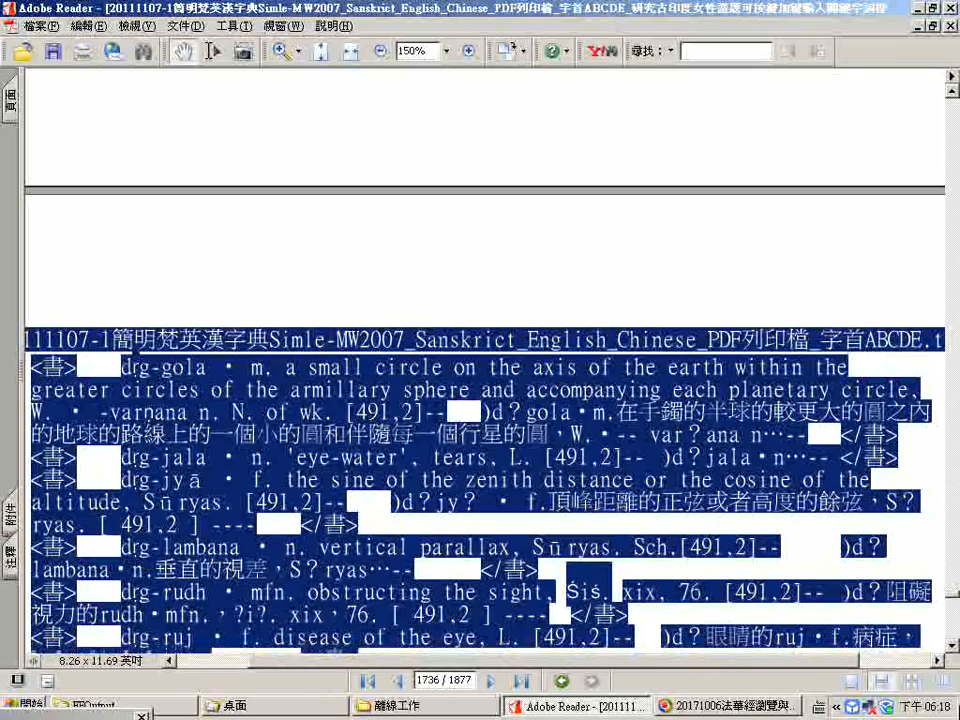 Adobe Reader - [20111107-1簡明梵英漢字典Simle-MW2007_Sanskrict_English_Chinese_PDF列印檔_字首ABCDE_研究古印度女性議題可按
檔案(F) 編輯(E) 檢視(V) 文件(D) 工具(T) 視窗(W) 說明(H)
150% 尋找:
頁面
111107-1簡明梵英漢字典Simle-MW2007_Sanskrict_English_Chinese_PDF列印檔_字首ABCDE.t
<書> dṛg-gola • m. a small circle on the axis of the earth within the
greater circles of the armillary sphere and accompanying each planetary circle,
W. • -varṇana n. N. of wk. [491,2]-- )d?gola•m.在手鐲的半球的較更大的圓之內
的地球的路線上的一個小的圓和伴隨每一個行星的圓,W.•-- var?ana n…-- </書>
<書> dṛg-jala • n. 'eye-water', tears, L. [491,2]-- )d?jala•n…-- </書>
<書> dṛg-jyā • f. the sine of the zenith distance or the cosine of the
altitude, Sūryas. [491,2]-- )d?jy? • f.頂峰距離的正弦或者高度的餘弦,S?
ryas. [ 491,2 ] ---- </書>
<書> dṛg-lambana • n. vertical parallax, Sūryas, Sch.[491,2]-- )d?
lambana•n.垂直的視差,S?ryas…-- </書>
<書> dṛg-rudh • mfn. obstructing the sight, Śiś. xix, 76. [491,2]-- )d?阻礙
視力的rudh•mfn. ,?i?. xix,76. [ 491,2 ] ---- </書>
<書> dṛg-ruj • f. disease of the eye, L. [491,2]-- )d?眼睛的ruj•f.病症,
附件
註釋
8.26 x 11.69 英吋
1736 / 1877
開始 桌面 離線工作 Adobe Reader - [201111... 20171006法華經瀏覽與... 下午 06:18